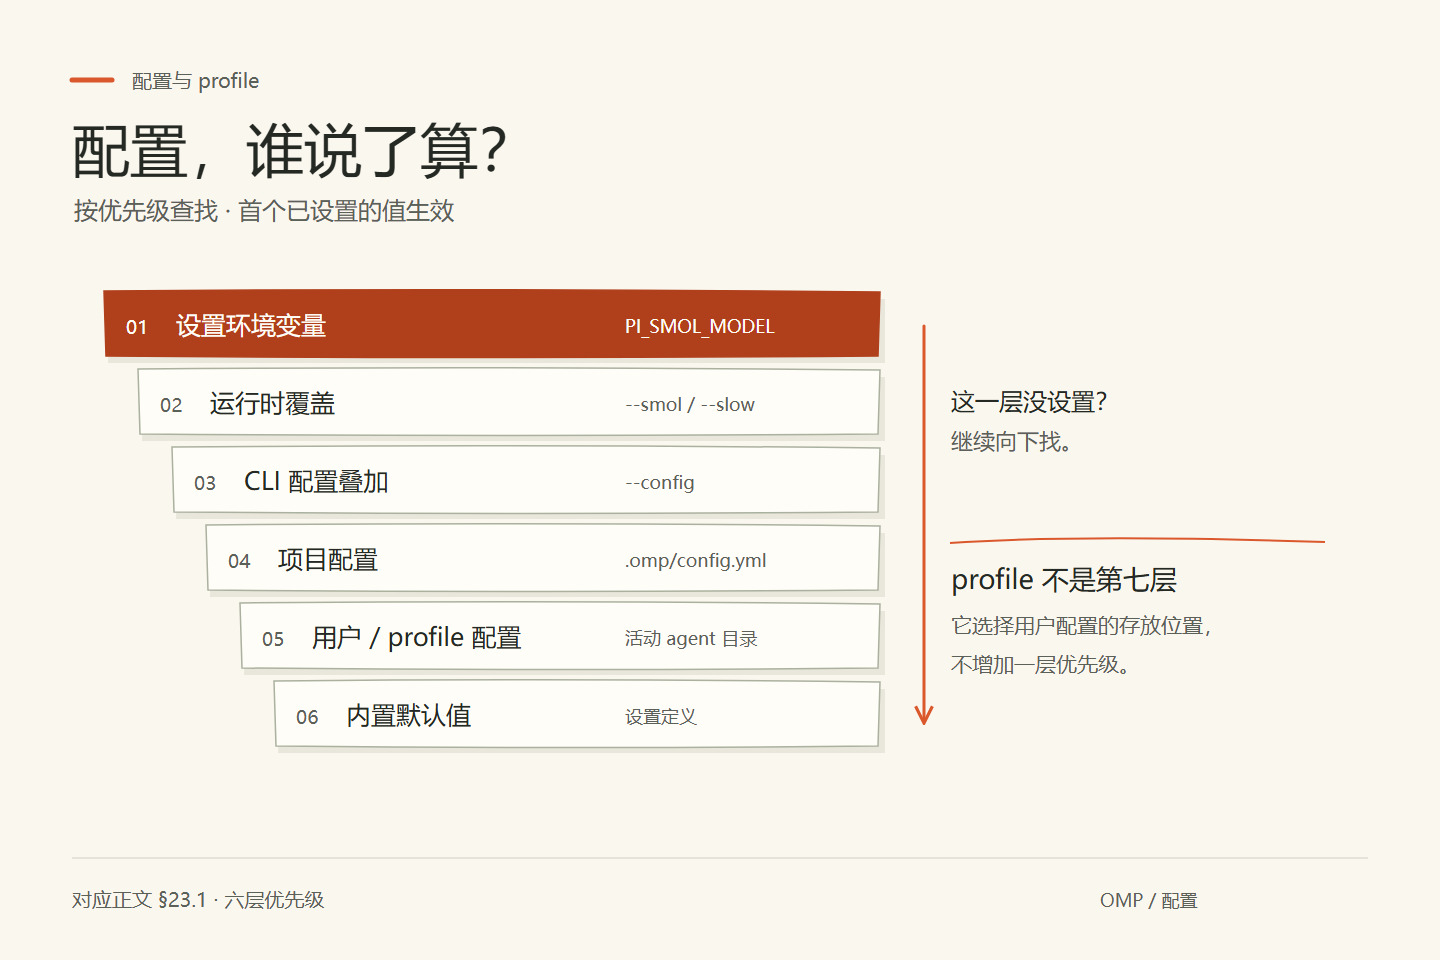 配置与 profile
配置，谁说了算？
按优先级查找 · 首个已设置的值生效
01 设置环境变量 PI_SMOL_MODEL
02 运行时覆盖 --smol / --slow
03 CLI 配置叠加 --config
04 项目配置 .omp/config.yml
05 用户 / profile 配置 活动 agent 目录
06 内置默认值 设置定义
这一层没设置？
继续向下找。
profile 不是第七层
它选择用户配置的存放位置，
不增加一层优先级。
对应正文 §23.1 · 六层优先级
OMP / 配置